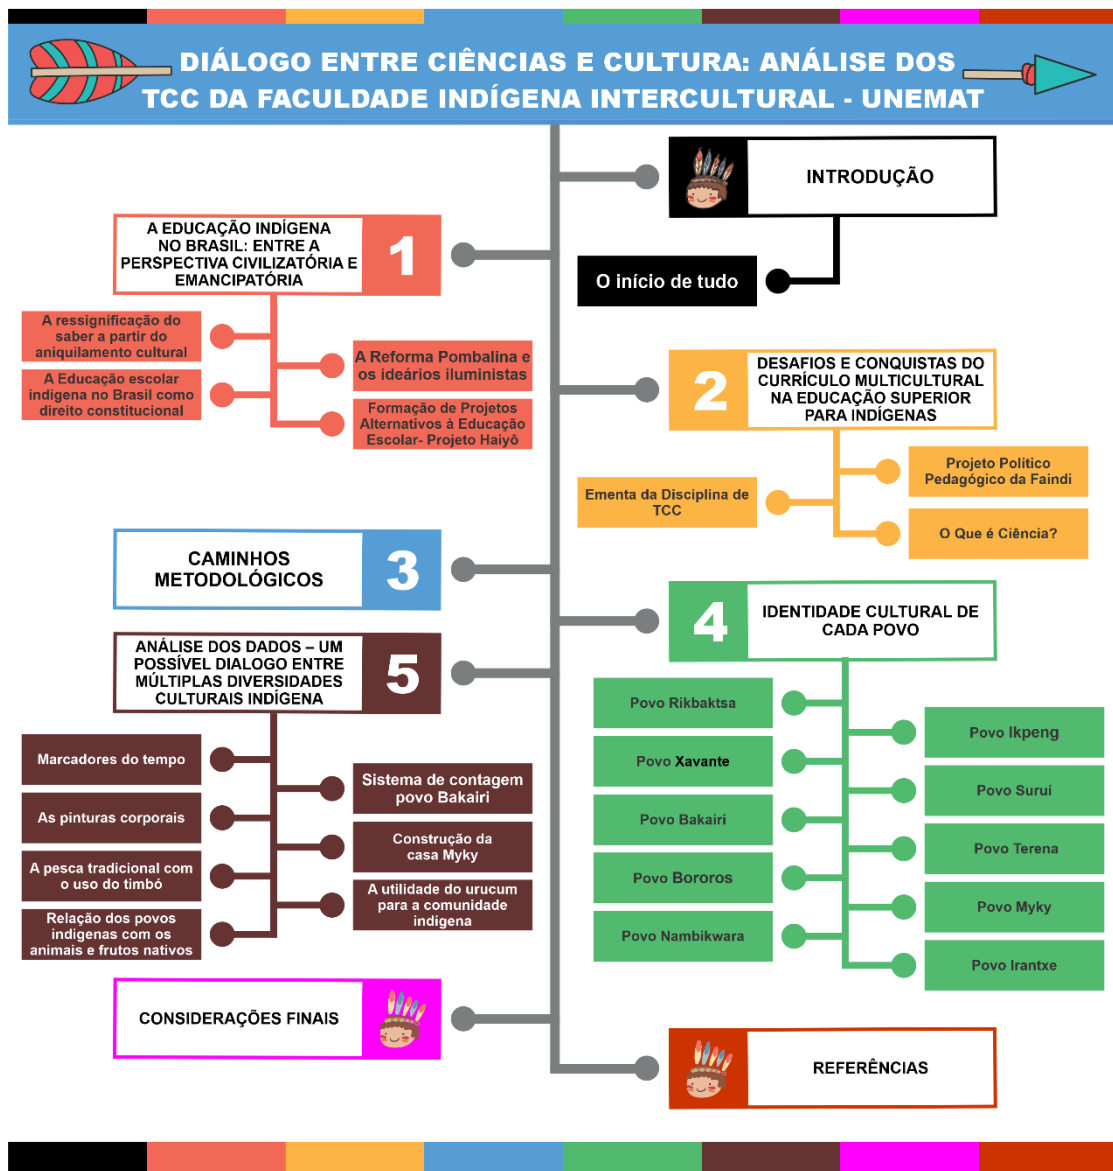 DIÁLOGO ENTRE CIÊNCIAS E CULTURA: ANÁLISE DOS
TCC DA FACULDADE INDÍGENA INTERCULTURAL - UNEMAT
INTRODUÇÃO
O início de tudo
A EDUCAÇÃO INDÍGENA
NO BRASIL: ENTRE A
PERSPECTIVA CIVILIZATÓRIA E
EMANCIPATÓRIA
1
A ressignificação do
saber a partir do
aniquilamento cultural
A Reforma Pombalina e
os ideários iluministas
A Educação escolar
indígena no Brasil como
direito constitucional
Formação de Projetos
Alternativos à Educação
Escolar- Projeto Haiyô
2
DESAFIOS E CONQUISTAS DO
CURRÍCULO MULTICULTURAL
NA EDUCAÇÃO SUPERIOR
PARA INDÍGENAS
Projeto Político
Pedagógico da Faindi
Ementa da Disciplina de
TCC
O Que é Ciência?
CAMINHOS
METODOLÓGICOS
3
4
IDENTIDADE CULTURAL DE
CADA POVO
Povo Rikbaktsa
Povo Ikpeng
Povo Xavante
Povo Suruí
Povo Bakairi
Povo Terena
Povo Bororos
Povo Myky
Povo Nambikwara
Povo Irantxe
ANÁLISE DOS DADOS – UM
POSSÍVEL DIALOGO ENTRE
MÚLTIPLAS DIVERSIDADES
CULTURAIS INDÍGENA
5
Marcadores do tempo
Sistema de contagem
povo Bakairi
As pinturas corporais
Construção da
casa Myky
A pesca tradicional com
o uso do timbó
A utilidade do urucum
para a comunidade
indígena
Relação dos povos
indigenas com os
animais e frutos nativos
CONSIDERAÇÕES FINAIS
REFERÊNCIAS